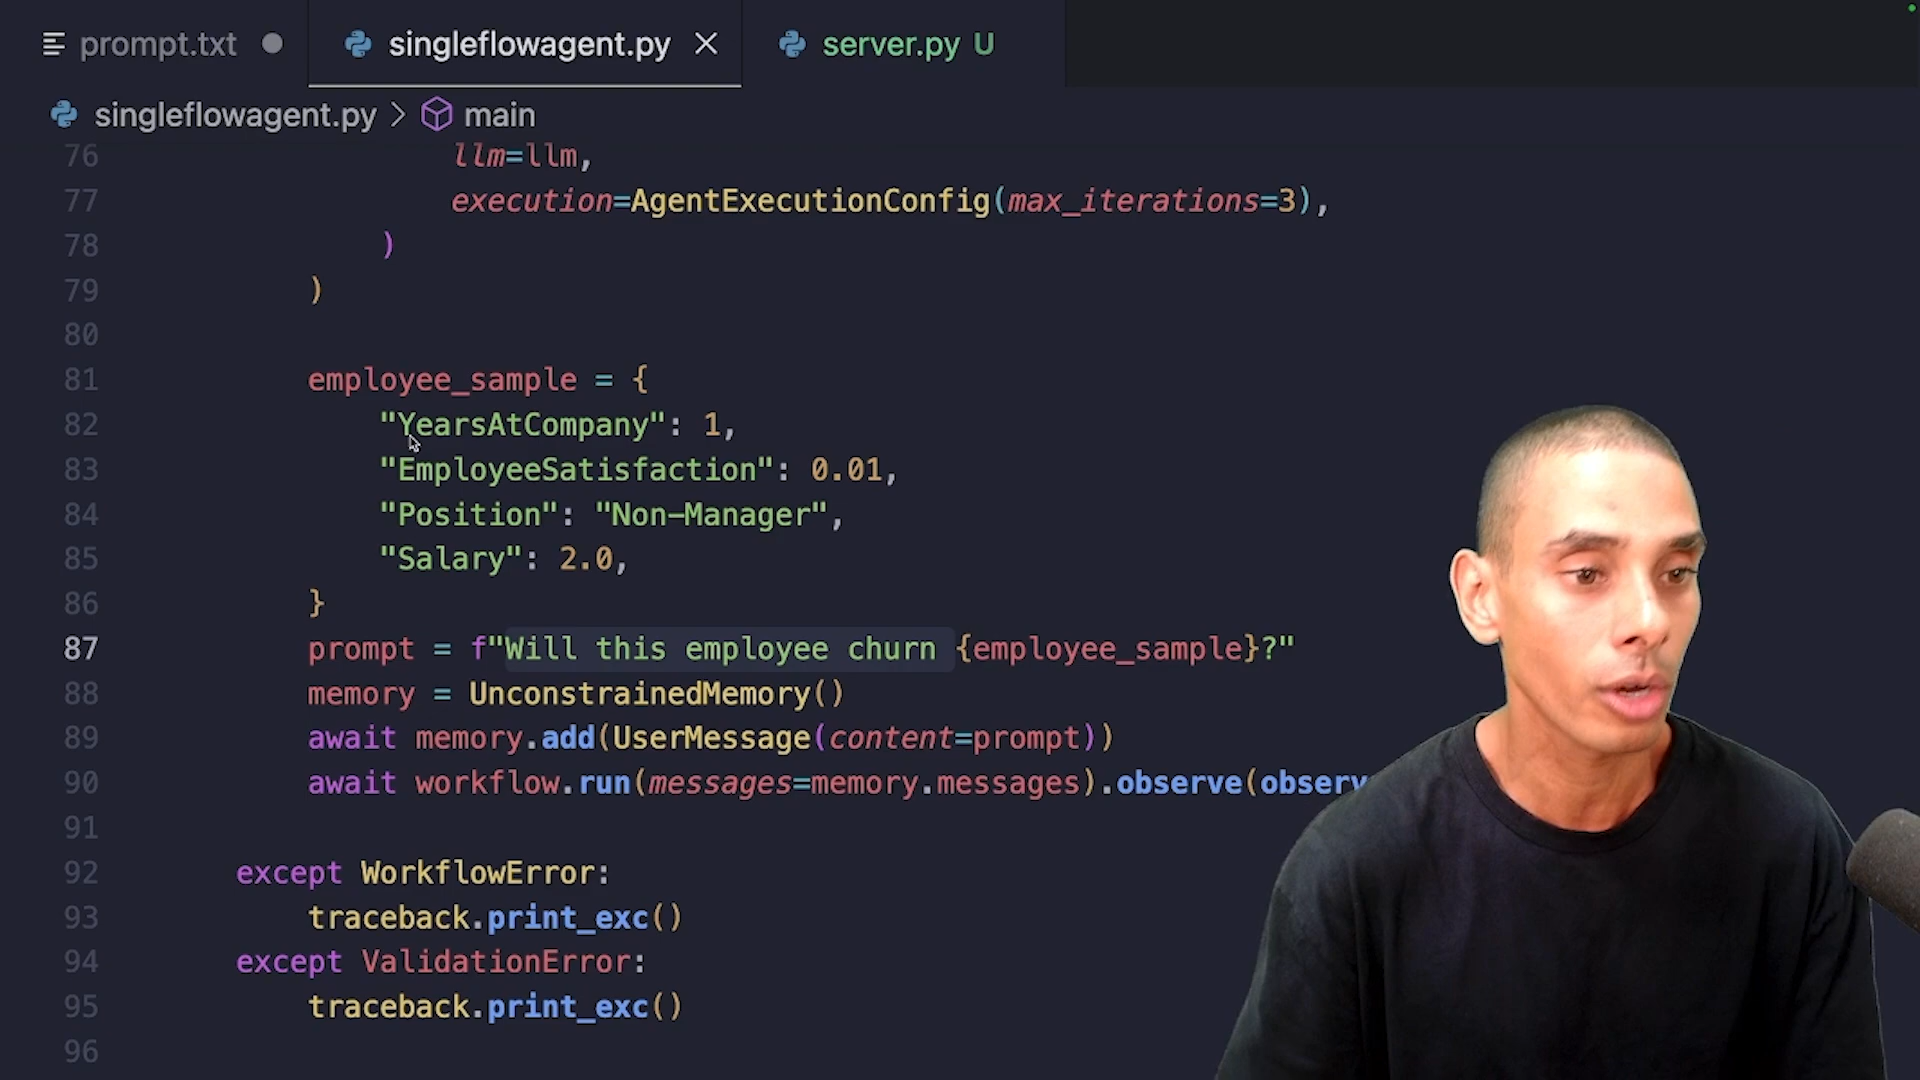 prompt.txt
singleflowagent.py
server.py U
singleflowagent.py > main
76 llm=llm,
77 execution=AgentExecutionConfig(max_iterations=3),
78 )
79 )
80
81 employee_sample = {
82 "YearsAtCompany": 1,
83 "EmployeeSatisfaction": 0.01,
84 "Position": "Non-Manager",
85 "Salary": 2.0,
86 }
87 prompt = f"Will this employee churn {employee_sample}?"
88 memory = UnconstrainedMemory()
89 await memory.add(UserMessage(content=prompt))
90 await workflow.run(messages=memory.messages).observe(observ
91
92 except WorkflowError:
93 traceback.print_exc()
94 except ValidationError:
95 traceback.print_exc()
96